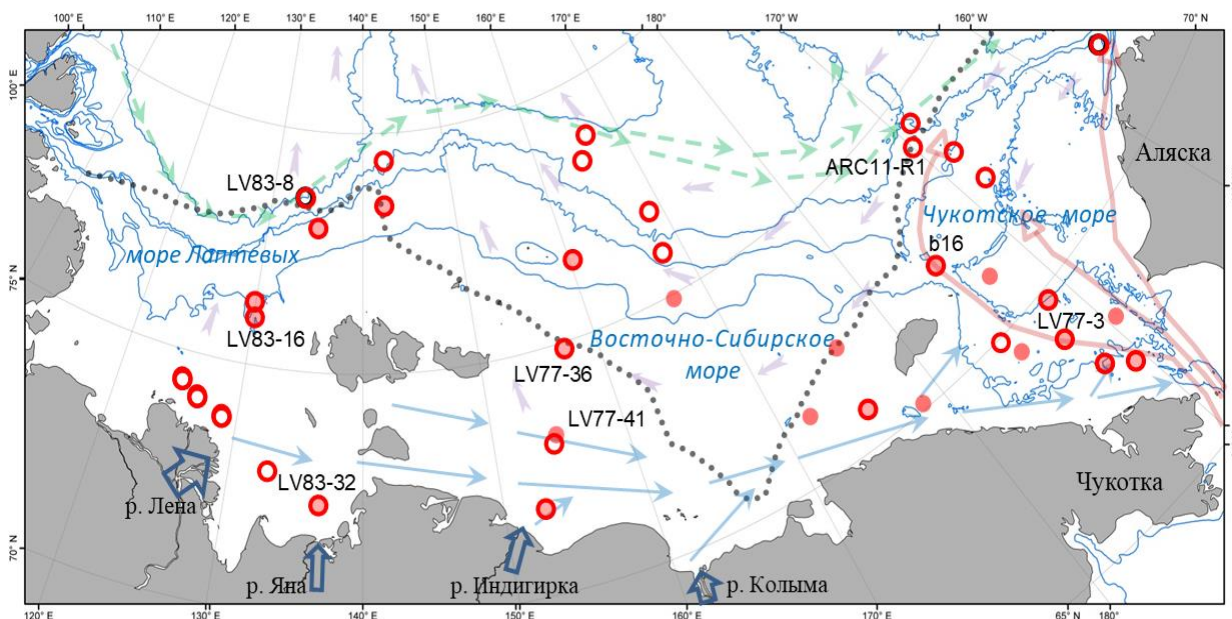 100° E 110° E 120° E 130° E 140° E 150° E 160° E 170° E 180° 170° W 160° W 70° N
100° E
Аляска
LV83-8
ARC11-R1
Чукотское море
море Лаптевых
b16
75° N
LV83-16
LV77-3
Восточно-Сибирское
море
LV77-36
LV77-41
Чукотка
LV83-32
р. Лена
70° N
р. Яна
р. Индигирка
р. Колыма
120° E 130° E 140° E 150° E 160° E 170° E 65° N 180°